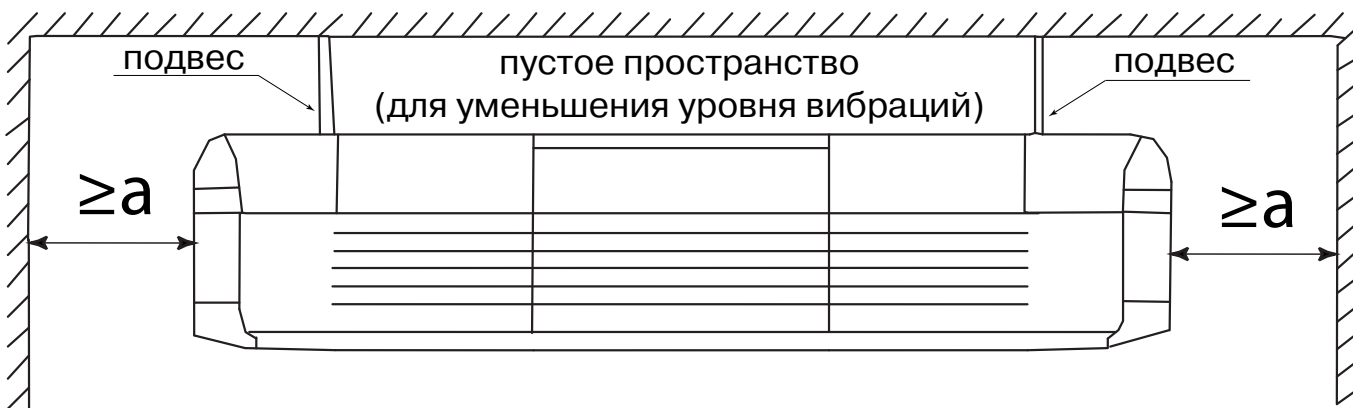 подвес
пустое пространство
(для уменьшения уровня вибраций)
подвес
≥a
≥a